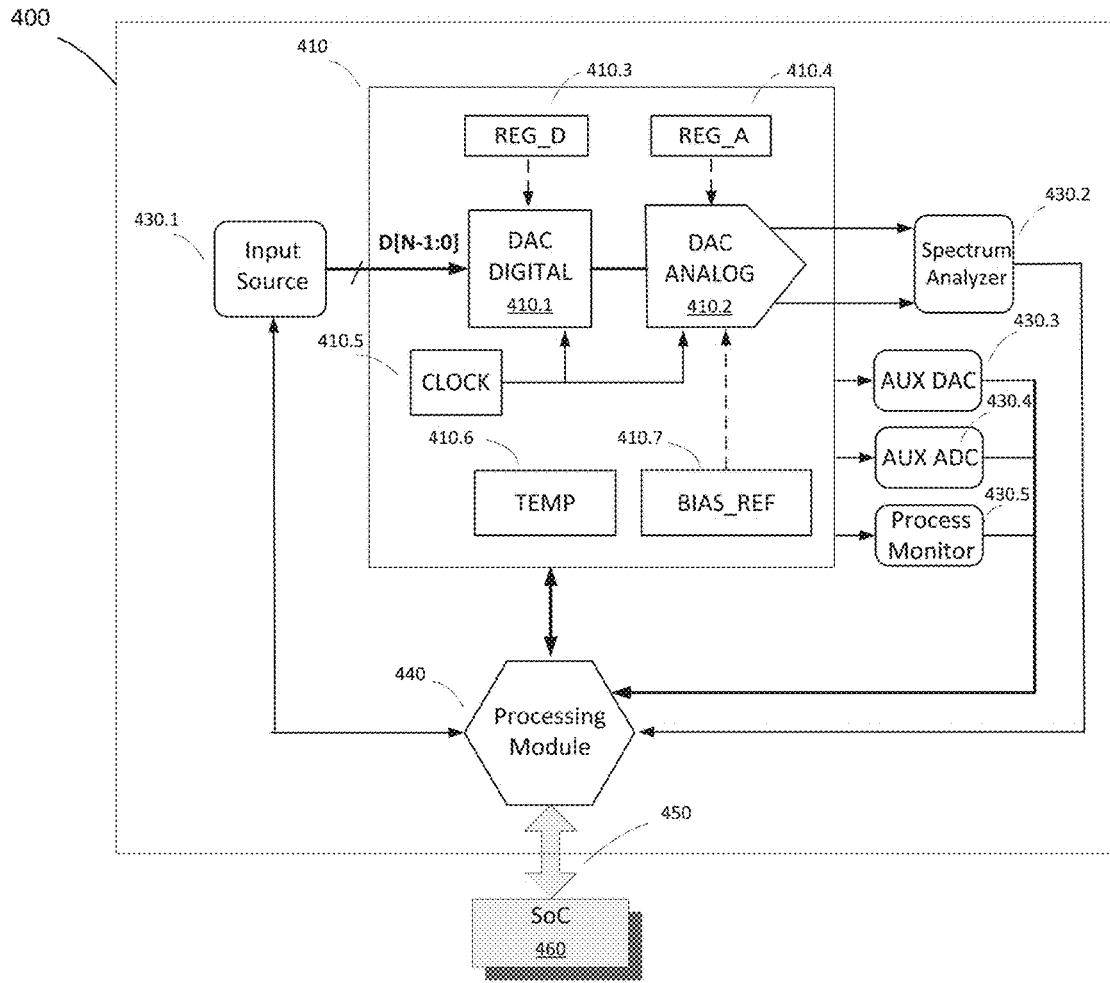 400
410
410.3
410.4
REG_D
REG_A
430.1
Input
Source
D[N-1:0]
DAC
DIGITAL
410.1
DAC
ANALOG
410.2
430.2
Spectrum
Analyzer
410.5
CLOCK
430.3
AUX DAC
430.4
AUX ADC
410.6
TEMP
410.7
BIAS_REF
430.5
Process
Monitor
440
Processing
Module
450
SoC
460